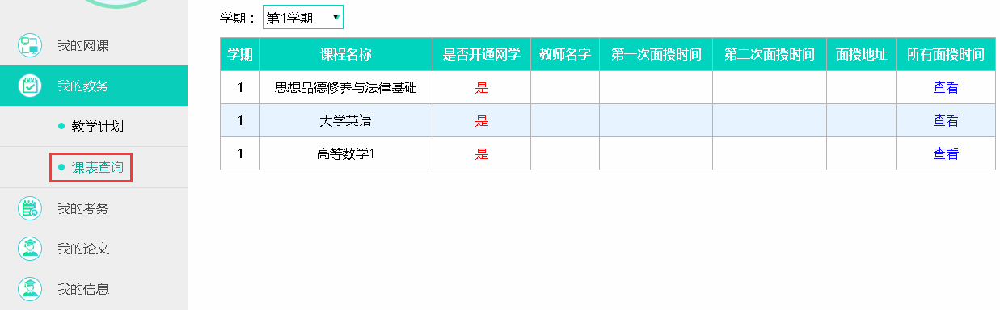 我的网课
我的教务
教学计划
课表查询
我的考务
我的论文
我的信息
学期： 第1学期
学期 课程名称 是否开通网学 教师名字 第一次面授时间 第二次面授时间 面授地址 所有面授时间
1 思想品德修养与法律基础 是 查看
1 大学英语 是 查看
1 高等数学1 是 查看